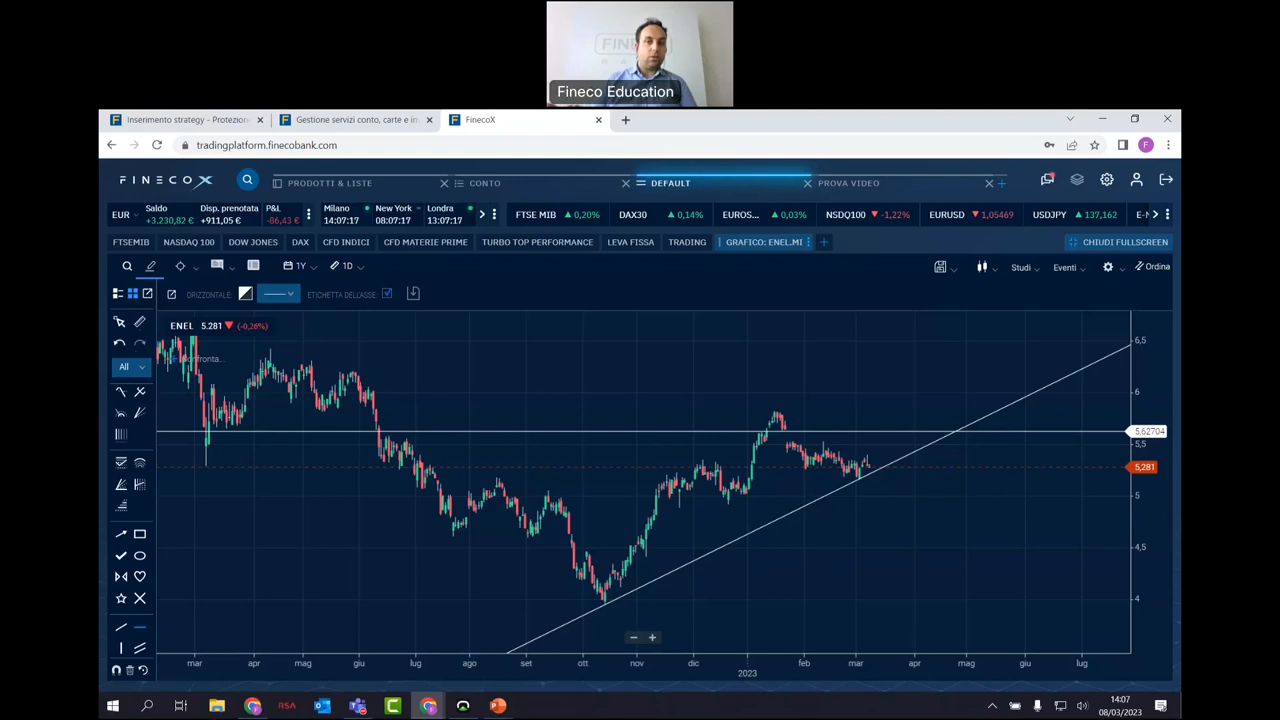 FINE
B A
Fineco Education
Inserimento strategy - Protezione
Gestione servizi conto, carte e in
FinecoX
tradingplatform.finecobank.com
FINECOX
PRODOTTI & LISTE
CONTO
DEFAULT
PROVA VIDEO
EUR
Saldo
+3.230,82 €
Disp. prenotata
+911,05 €
P&L
-86,43 €
Milano
14:07:17
New York
08:07:17
Londra
13:07:17
FTSE MIB 0,20%
DAX30 0,14%
EUROS... 0,03%
NSDQ100 -1,22%
EURUSD 1,05469
USDJPY 137,162
E-M
FTSEMIB
NASDAQ 100
DOW JONES
DAX
CFD INDICI
CFD MATERIE PRIME
TURBO TOP PERFORMANCE
LEVA FISSA
TRADING
GRAFICO: ENEL.MI
CHIUDI FULLSCREEN
1Y
1D
Studi
Eventi
Ordina
ORIZZONTALE:
ETICHETTA DELL'ASSE:
ENEL 5.281 (-0,26%)
Confronta...
All
6,5
6
5,62704
5,5
5,281
5
4,5
4
mar apr mag giu lug ago set ott nov dic feb mar apr mag giu lug
2023
RSA
14:07
08/03/2023